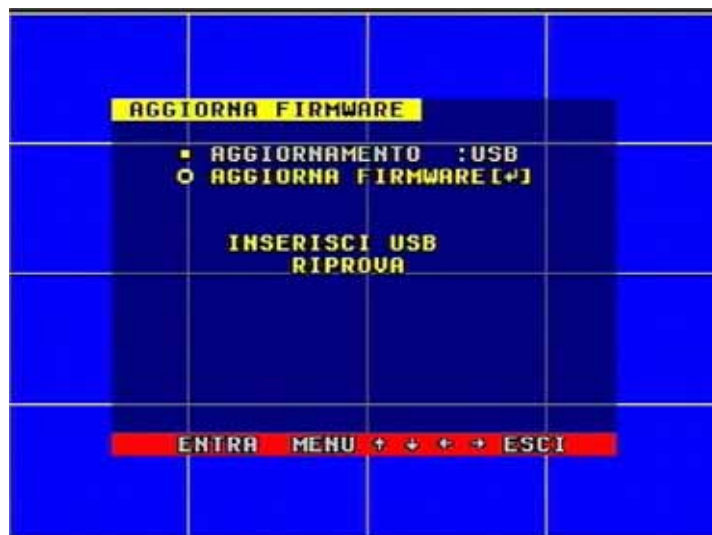 AGGIORNA FIRMWARE
AGGIORNAMENTO :USB
AGGIORNA FIRMWARE[↵]
INSERISCI USB
RIPROVA
ENTRA MENU ↑ ↓ ← → ESCI